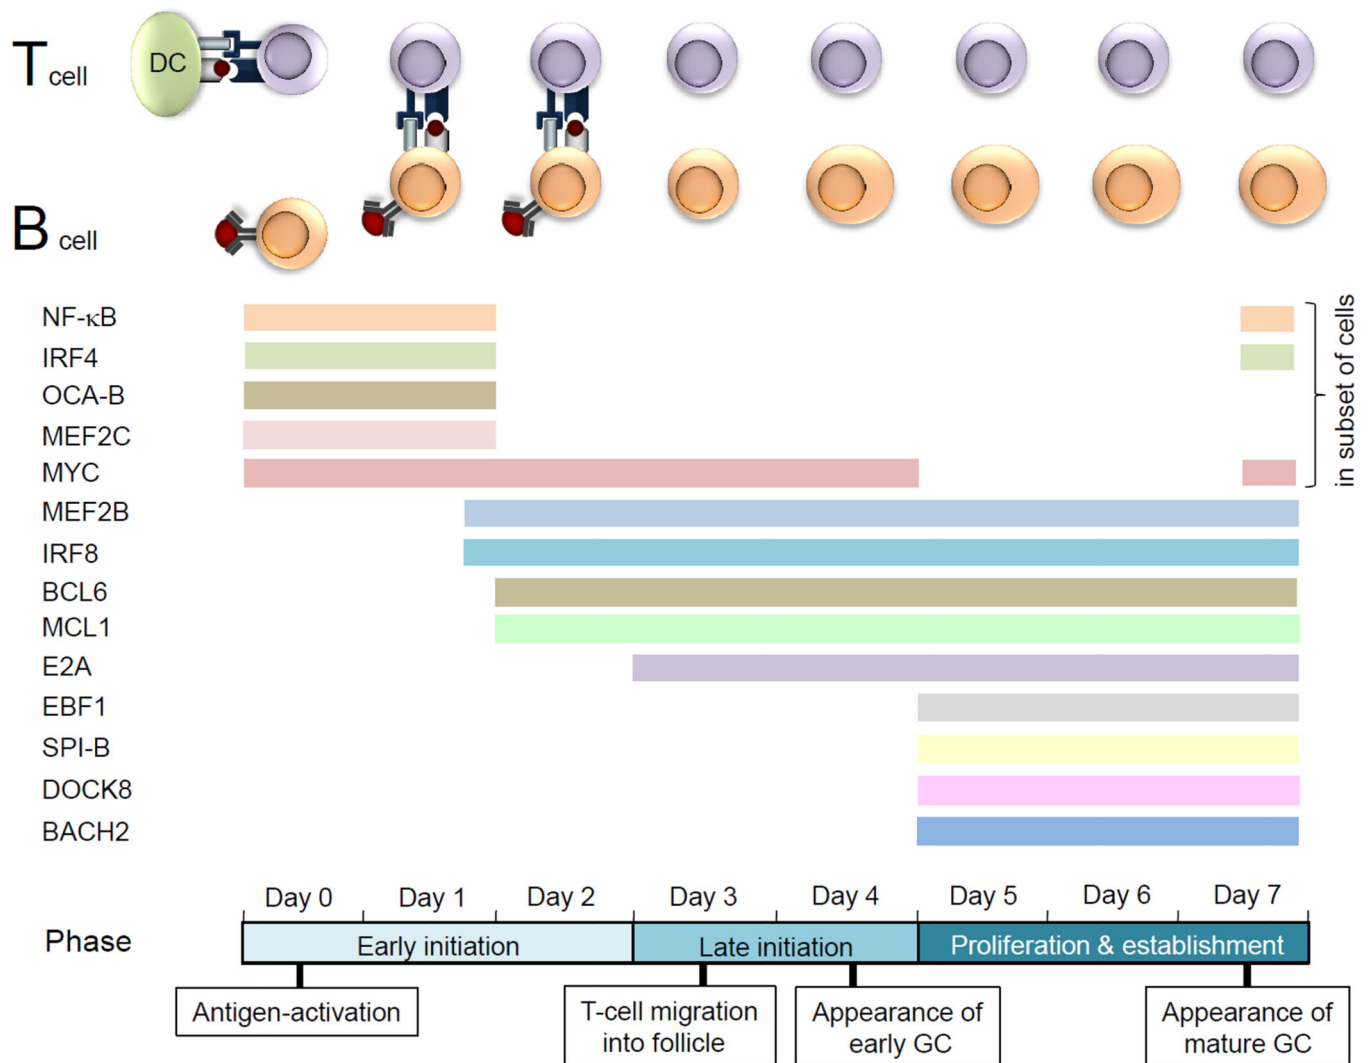 T cell
DC
B cell
NF-κB
IRF4
OCA-B
MEF2C
MYC
in subset of cells
MEF2B
IRF8
BCL6
MCL1
E2A
EBF1
SPI-B
DOCK8
BACH2
Day 0 Day 1 Day 2 Day 3 Day 4 Day 5 Day 6 Day 7
Phase Early initiation Late initiation Proliferation & establishment
Antigen-activation
T-cell migration
into follicle
Appearance of
early GC
Appearance of
mature GC